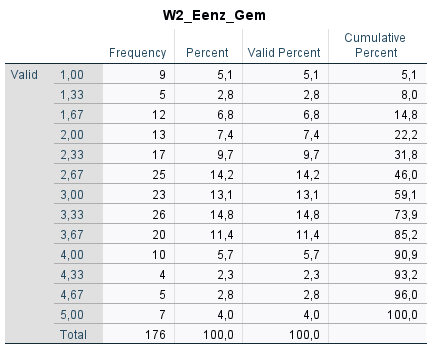 W2_Eenz_Gem
Frequency Percent Valid Percent Cumulative Percent
Valid 1,00 9 5,1 5,1 5,1
1,33 5 2,8 2,8 8,0
1,67 12 6,8 6,8 14,8
2,00 13 7,4 7,4 22,2
2,33 17 9,7 9,7 31,8
2,67 25 14,2 14,2 46,0
3,00 23 13,1 13,1 59,1
3,33 26 14,8 14,8 73,9
3,67 20 11,4 11,4 85,2
4,00 10 5,7 5,7 90,9
4,33 4 2,3 2,3 93,2
4,67 5 2,8 2,8 96,0
5,00 7 4,0 4,0 100,0
Total 176 100,0 100,0